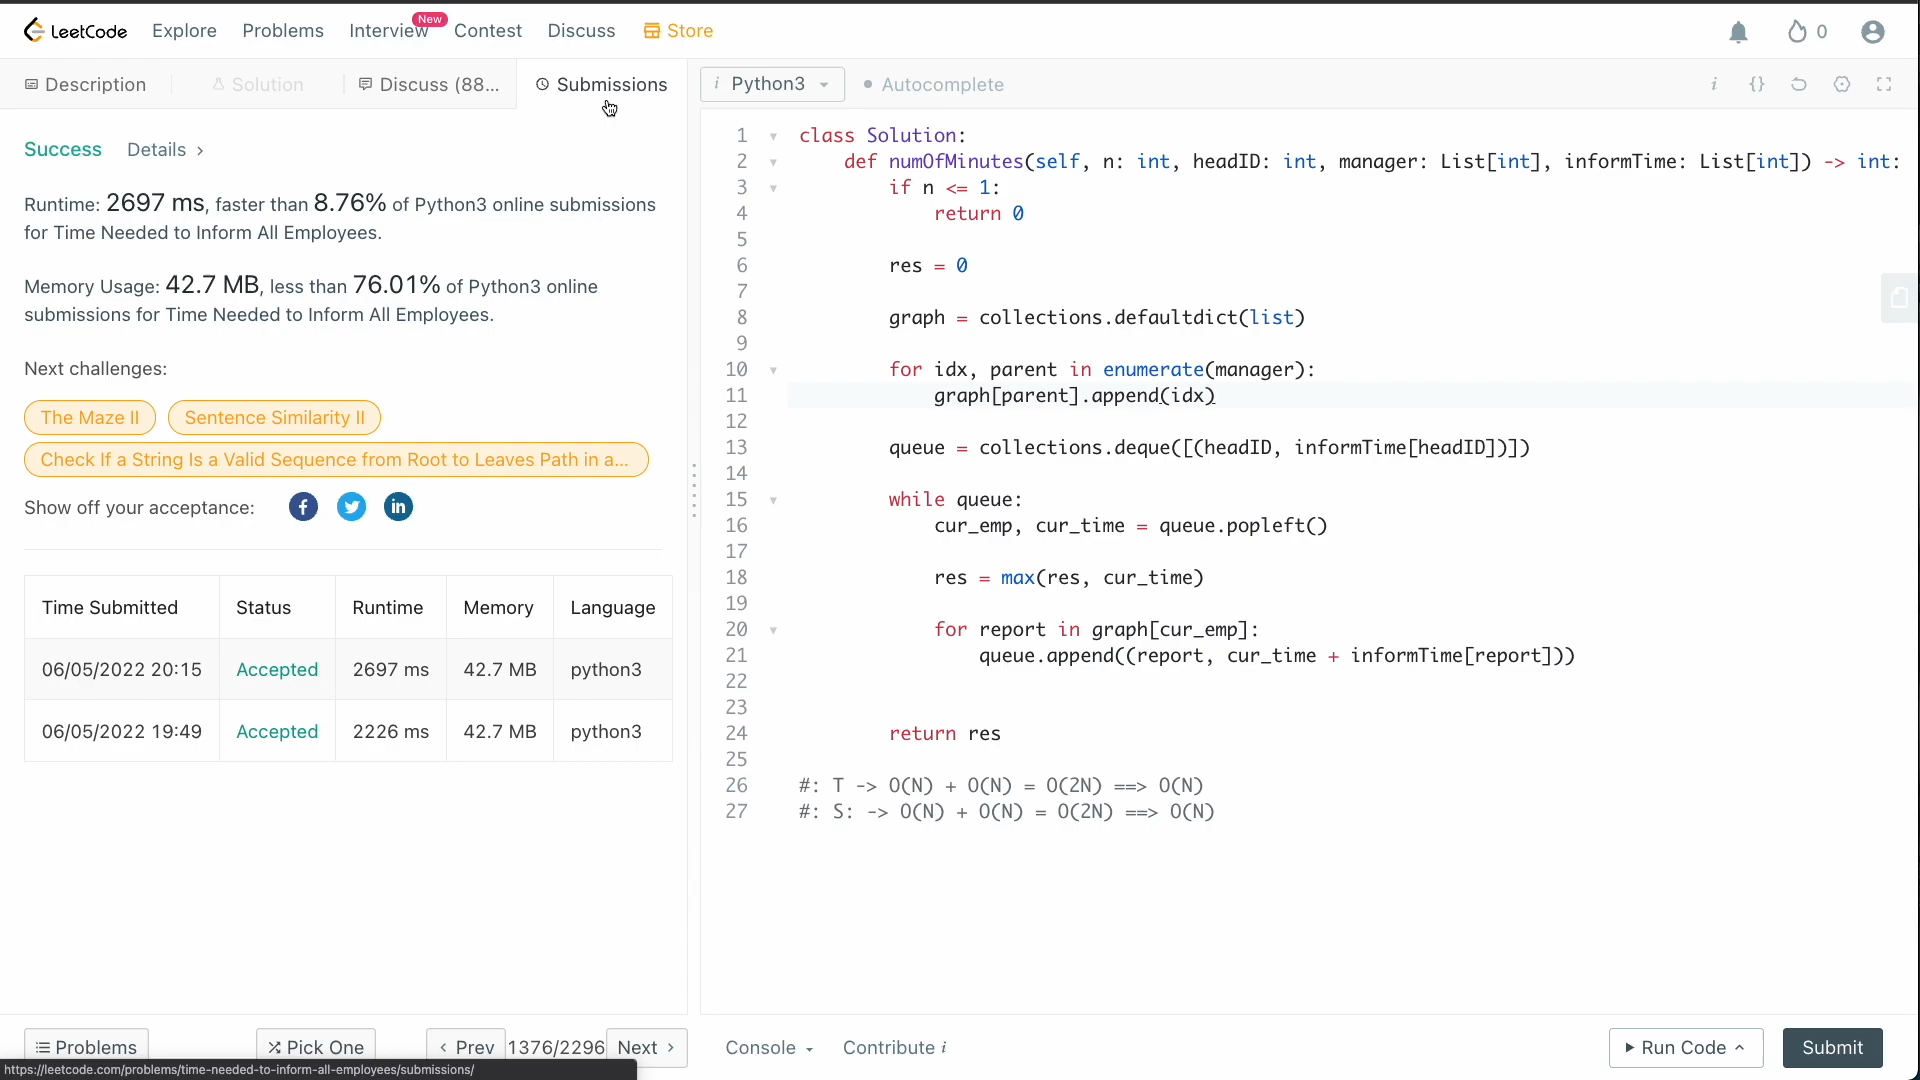 LeetCode Explore Problems Interview New Contest Discuss Store 0
Description Solution Discuss (88... Submissions
i Python3 Autocomplete i {}
Success Details >
Runtime: 2697 ms, faster than 8.76% of Python3 online submissions
for Time Needed to Inform All Employees.
Memory Usage: 42.7 MB, less than 76.01% of Python3 online
submissions for Time Needed to Inform All Employees.
Next challenges:
The Maze II Sentence Similarity II
Check If a String Is a Valid Sequence from Root to Leaves Path in a...
Show off your acceptance: f in
Time Submitted Status Runtime Memory Language
06/05/2022 20:15 Accepted 2697 ms 42.7 MB python3
06/05/2022 19:49 Accepted 2226 ms 42.7 MB python3
1 class Solution:
2 def numOfMinutes(self, n: int, headID: int, manager: List[int], informTime: List[int]) -> int:
3 if n <= 1:
4 return 0
5
6 res = 0
7
8 graph = collections.defaultdict(list)
9
10 for idx, parent in enumerate(manager):
11 graph[parent].append(idx)
12
13 queue = collections.deque([(headID, informTime[headID])])
14
15 while queue:
16 cur_emp, cur_time = queue.popleft()
17
18 res = max(res, cur_time)
19
20 for report in graph[cur_emp]:
21 queue.append((report, cur_time + informTime[report]))
22
23
24 return res
25
26 #: T -> O(N) + O(N) = O(2N) ==> O(N)
27 #: S: -> O(N) + O(N) = O(2N) ==> O(N)
Problems Pick One < Prev 1376/2296 Next >
Console Contribute i Run Code Submit
https://leetcode.com/problems/time-needed-to-inform-all-employees/submissions/